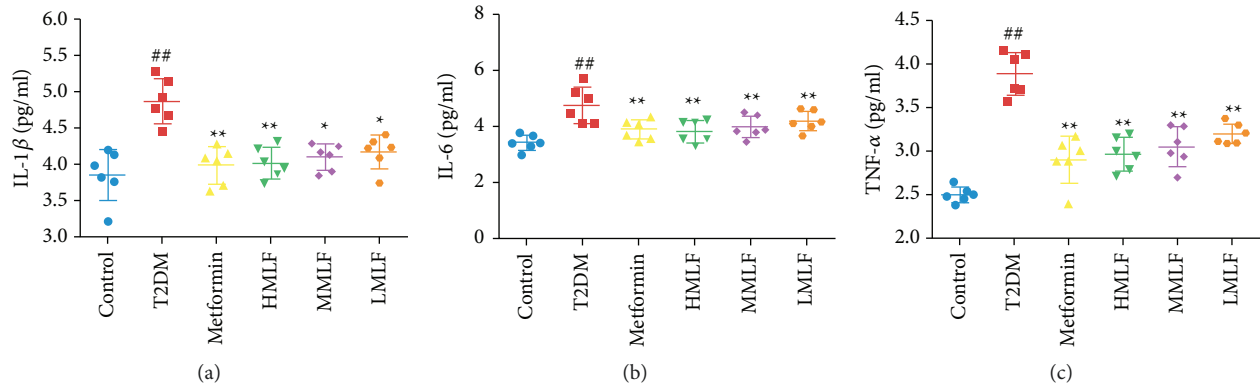 IL-1β (pg/ml)
6.0
5.5
5.0
4.5
4.0
3.5
3.0
##
**
**
*
*
Control
T2DM
Metformin
HMLF
MMLF
LMLF
(a)
IL-6 (pg/ml)
8
6
4
2
0
##
**
**
**
**
Control
T2DM
Metformin
HMLF
MMLF
LMLF
(b)
TNF-α (pg/ml)
4.5
4.0
3.5
3.0
2.5
2.0
##
**
**
**
**
Control
T2DM
Metformin
HMLF
MMLF
LMLF
(c)